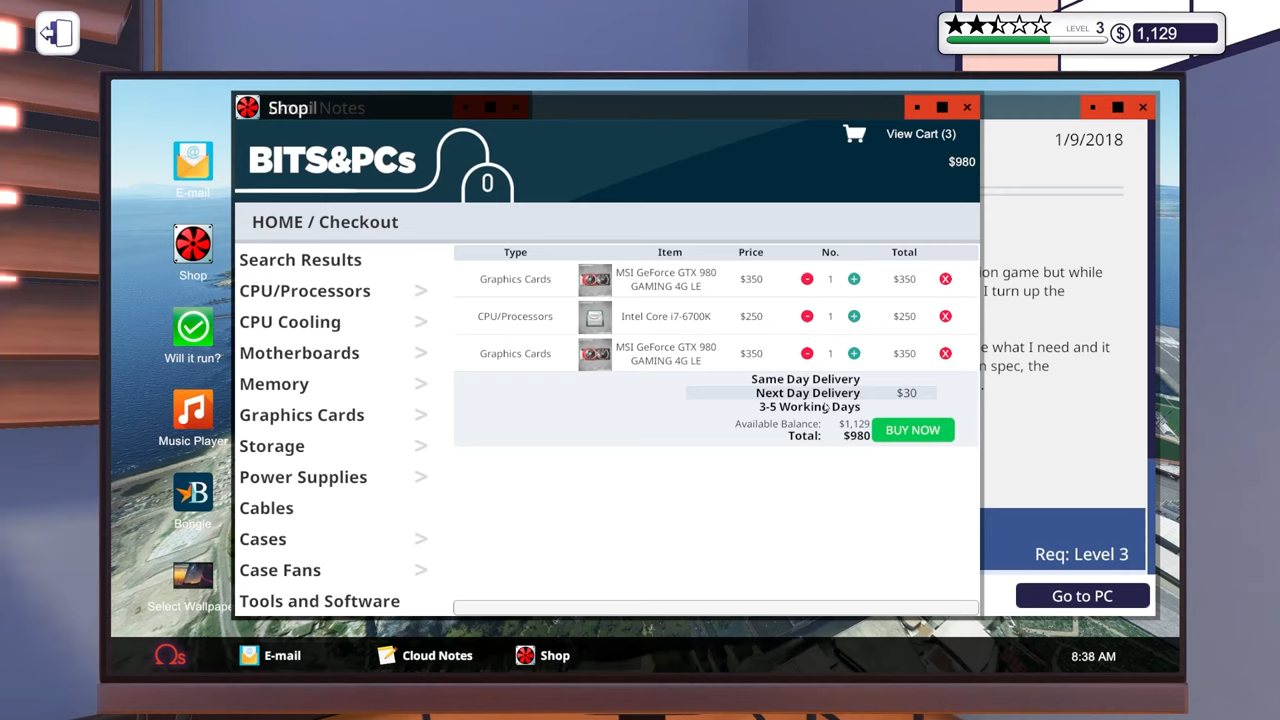 LEVEL 3 $ 1,129
Shop Notes
1/9/2018
View Cart (3)
BITS&PCs
0
$980
HOME / Checkout
E-mail
Shop
Will it run?
Music Player
Bongle
Select Wallpape
Search Results
CPU/Processors >
CPU Cooling >
Motherboards >
Memory >
Graphics Cards >
Storage >
Power Supplies >
Cables
Cases >
Case Fans >
Tools and Software
Type Item Price No. Total
Graphics Cards MSI GeForce GTX 980 GAMING 4G LE $350 - 1 + $350 X
CPU/Processors Intel Core i7-6700K $250 - 1 + $250 X
Graphics Cards MSI GeForce GTX 980 GAMING 4G LE $350 - 1 + $350 X
Same Day Delivery
Next Day Delivery $30
3-5 Working Days
Available Balance: $1,129
Total: $980
BUY NOW
on game but while
I turn up the
e what I need and it
spec, the
Req: Level 3
Go to PC
Os E-mail Cloud Notes Shop 8:38 AM